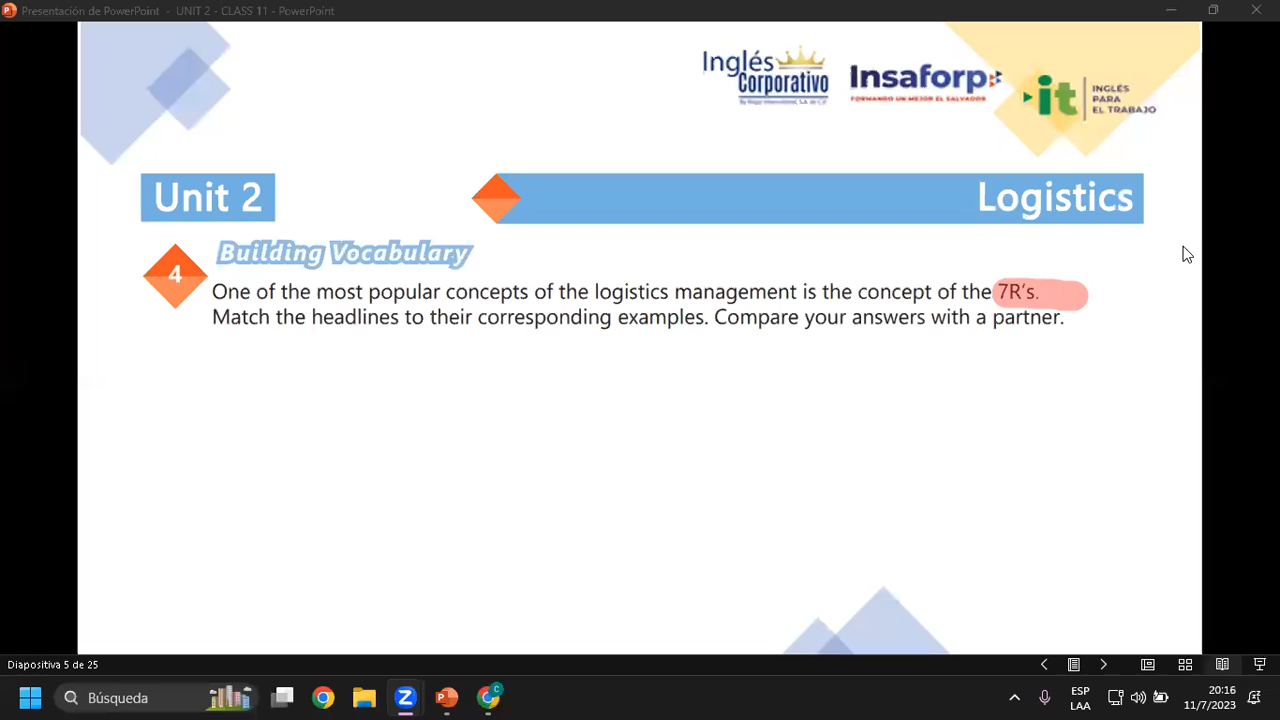 Presentación de PowerPoint - UNIT 2 - CLASS 11 - PowerPoint
Inglés
Corporativo
Insaforp
FORMANDO UN MEJOR EL SALVADOR
it
INGLÉS
PARA
EL TRABAJO
Unit 2
Logistics
Building Vocabulary
4
One of the most popular concepts of the logistics management is the concept of the 7R's.
Match the headlines to their corresponding examples. Compare your answers with a partner.
Diapositiva 5 de 25
Búsqueda
C
ESP
LAA
20:16
11/7/2023